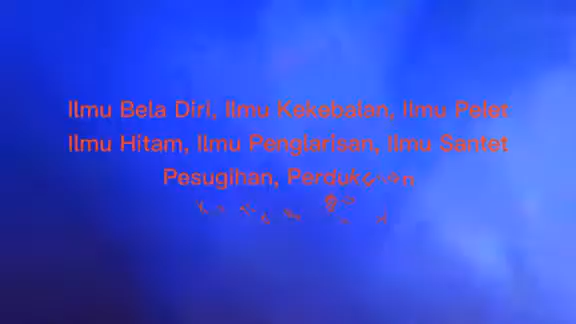 Ilmu Bela Diri, Ilmu Kekebalan, Ilmu Pelet
Ilmu Hitam, Ilmu Penglarisan, Ilmu Santet
Pesugihan,